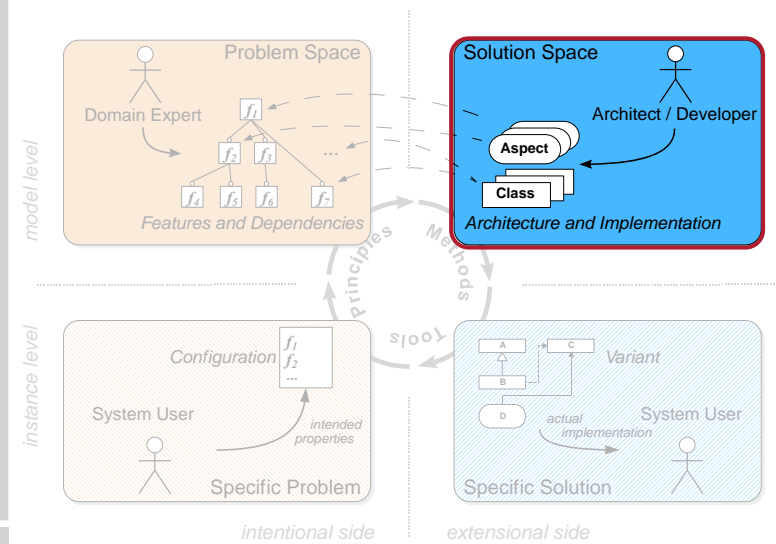 Problem Space
Domain Expert
f1
f2
f3
...
f4
f5
f6
f7
Features and Dependencies
Solution Space
Architect / Developer
Aspect
Class
Architecture and Implementation
model level
Principles
Methods
Tools
instance level
Configuration
f1
f2
...
System User
intended
properties
Specific Problem
A
C
B
D
Variant
actual
implementation
System User
Specific Solution
intentional side
extensional side